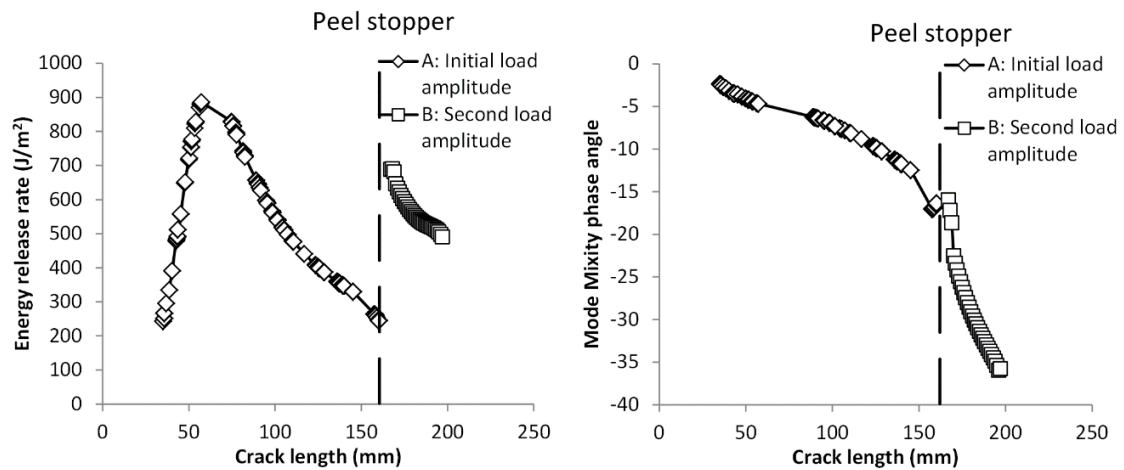 Peel stopper
1000
900
800
700
600
500
400
300
200
100
0
Energy release rate (J/m²)
0 50 100 150 200 250
Crack length (mm)
A: Initial load
amplitude
B: Second load
amplitude
Peel stopper
0
-5
-10
-15
-20
-25
-30
-35
-40
Mode Mixity phase angle
0 50 100 150 200 250
Crack length (mm)
A: Initial load
amplitude
B: Second load
amplitude